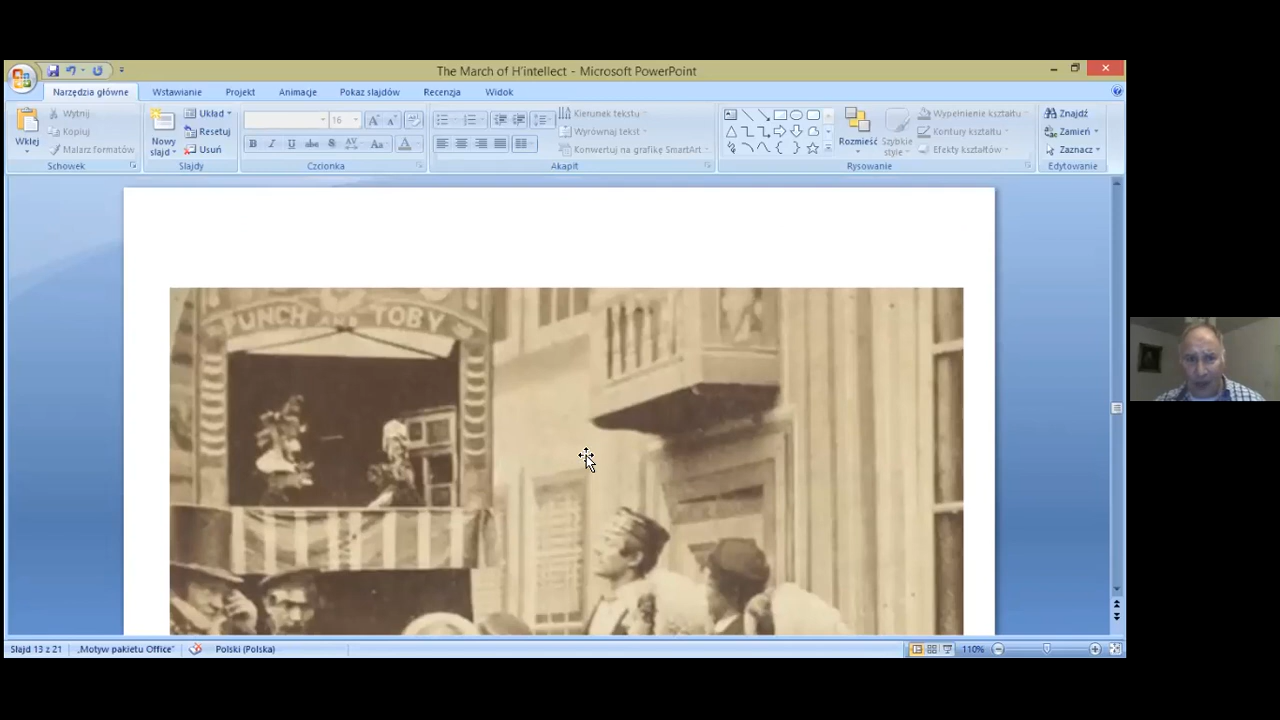 The March of H'intellect - Microsoft PowerPoint
Narzędzia główne Wstawianie Projekt Animacje Pokaz slajdów Recenzja Widok
Wklej
Wytnij
Kopiuj
Malarz formatów
Schowek
Nowy slajd
Układ
Resetuj
Usuń
Slajdy
16
Czcionka
Kierunek tekstu
Wyrównaj tekst
Konwertuj na grafikę SmartArt
Akapit
Rozmieść
Szybkie style
Wypełnienie kształtu
Kontury kształtu
Efekty kształtów
Rysowanie
Znajdź
Zamień
Zaznacz
Edytowanie
PUNCH AND TOBY
Slajd 13 z 21 „Motyw pakietu Office" Polski (Polska) 110%